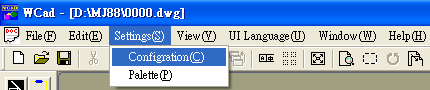 WCad - [D:\MJ88\0000.dwg]
File(F) Edit(E) Settings(S) View(V) UI Language(U) Window(W) Help(H)
Configration(C)
Palette(P)